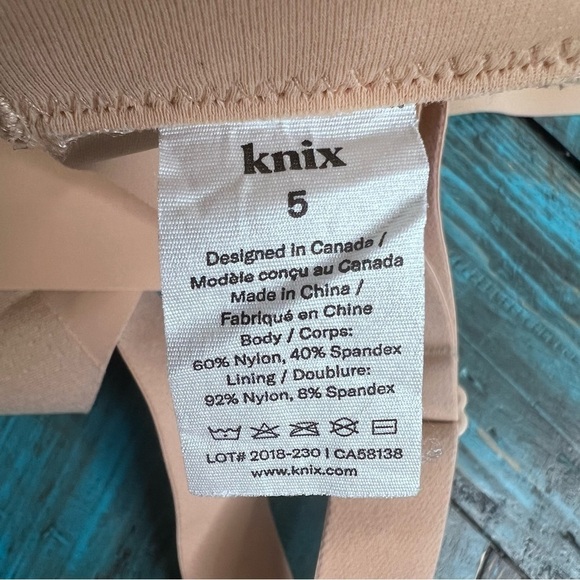 knix
5
Designed in Canada /
Modèle conçu au Canada
Made in China /
Fabriqué en Chine
Body / Corps:
60% Nylon, 40% Spandex
Lining / Doublure:
92% Nylon, 8% Spandex
LOT# 2018-230 | CA58138
www.knix.com